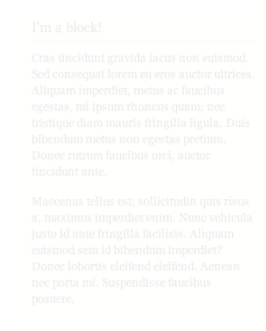 I'm a block!
Cras tincidunt gravida lacus non euismod.
Sed consequat lorem eu eros auctor ultrices.
Aliquam imperdiet, metus ac faucibus
egestas, mi ipsum rhoncus quam; nec
tristique diam mauris fringilla ligula. Duis
bibendum metus non egestas pretium.
Donec rutrum faucibus orci, auctor
tincidunt ante.
Maecenas tellus est; sollicitudin quis risus
a, maximus imperdiet enim. Nunc vehicula
justo id ante fringilla facilisis. Aliquam
euismod sem id bibendum imperdiet?
Donec lobortis eleifend eleifend. Aenean
nec porta mi. Suspendisse faucibus
posuere.